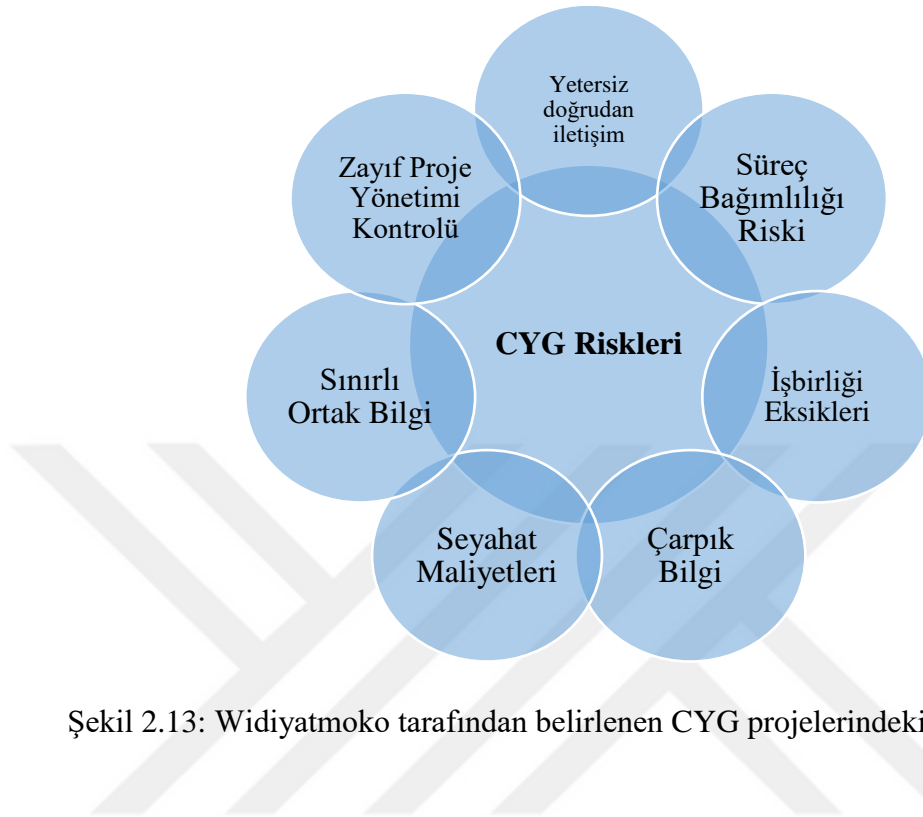 Yetersiz
doğrudan
iletişim
Süreç
Bağımlılığı
Riski
İşbirliği
Eksikleri
Çarpık
Bilgi
Seyahat
Maliyetleri
Sınırlı
Ortak Bilgi
Zayıf Proje
Yönetimi
Kontrolü
CYG Riskleri
Şekil 2.13: Widiyatmoko tarafından belirlenen CYG projelerindeki